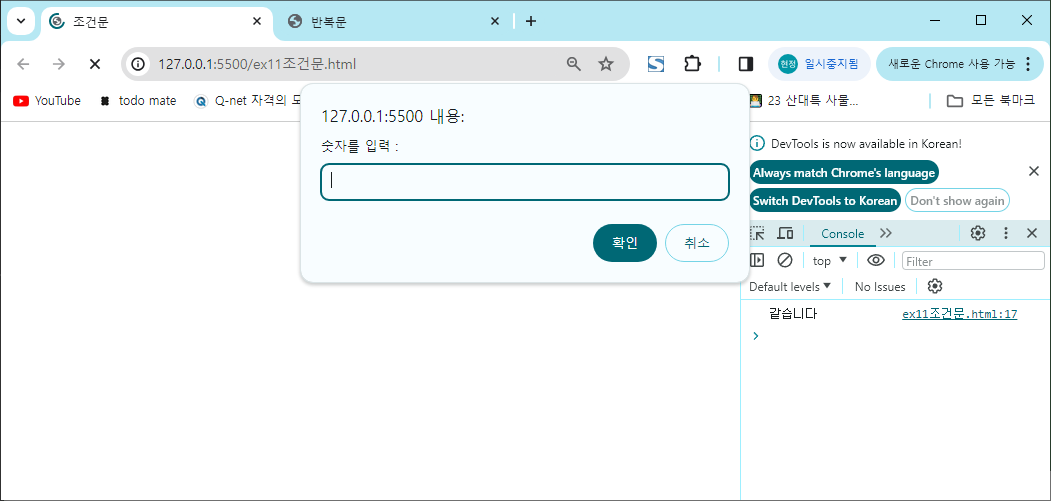 조건문
반복문
127.0.0.1:5500/ex11조건문.html
현정
일시중지됨
새로운 Chrome 사용 가능
YouTube
todo mate
Q-net 자격의 모
23 산대특 사물...
모든 북마크
127.0.0.1:5500 내용:
숫자를 입력 :
확인
취소
DevTools is now available in Korean!
Always match Chrome's language
Switch DevTools to Korean
Don't show again
Console
top
Filter
Default levels
No Issues
같습니다
ex11조건문.html:17